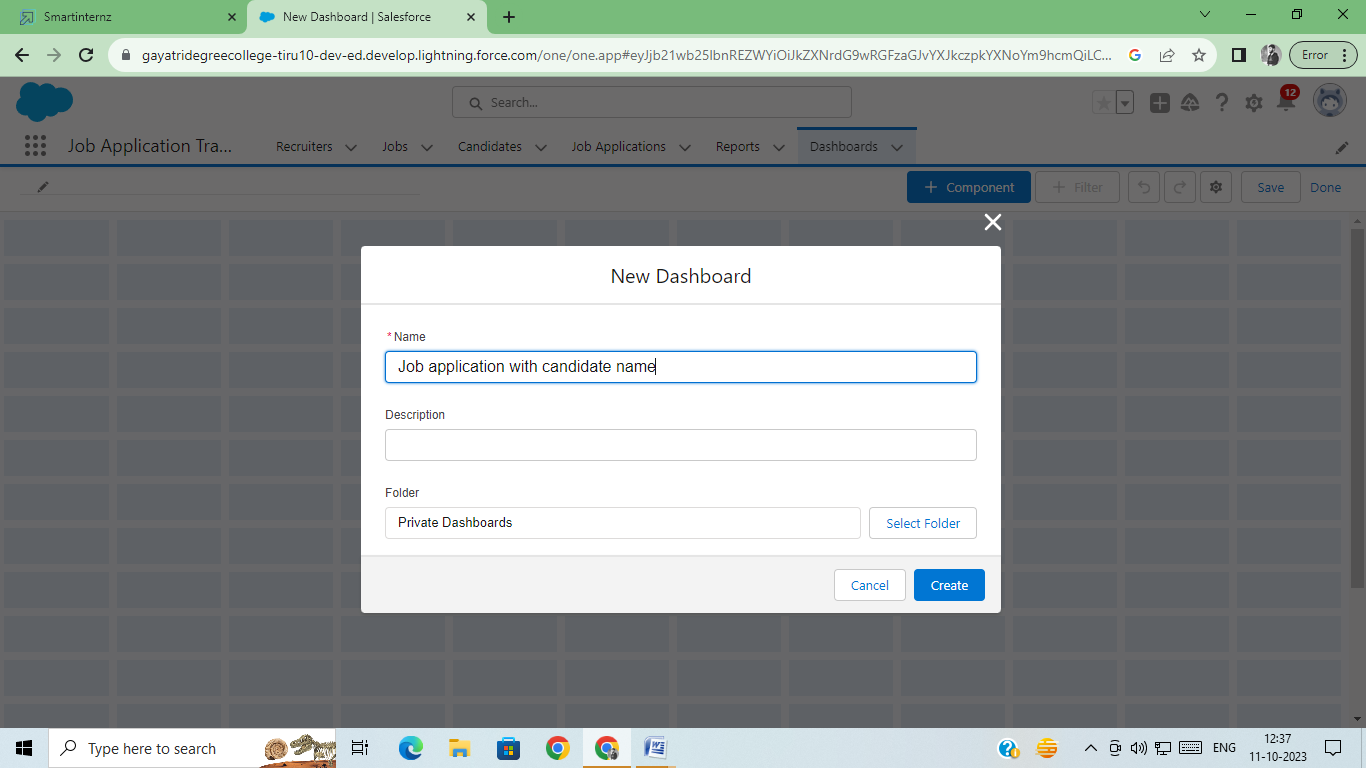 Smartinternz
New Dashboard | Salesforce
gayatridegreecollege-tiru10-dev-ed.develop.lightning.force.com/one/one.app#eyJjb21wb25lbnREZWYiOiJkZXNrdG9wRGFzaGJvYXJkczpkYXNoYm9hcmQiLC...
Error
Search...
12
Job Application Tra...
Recruiters
Jobs
Candidates
Job Applications
Reports
Dashboards
+ Component
+ Filter
Save
Done
New Dashboard
* Name
Job application with candidate name
Description
Folder
Private Dashboards
Select Folder
Cancel
Create
Type here to search
ENG
12:37
11-10-2023